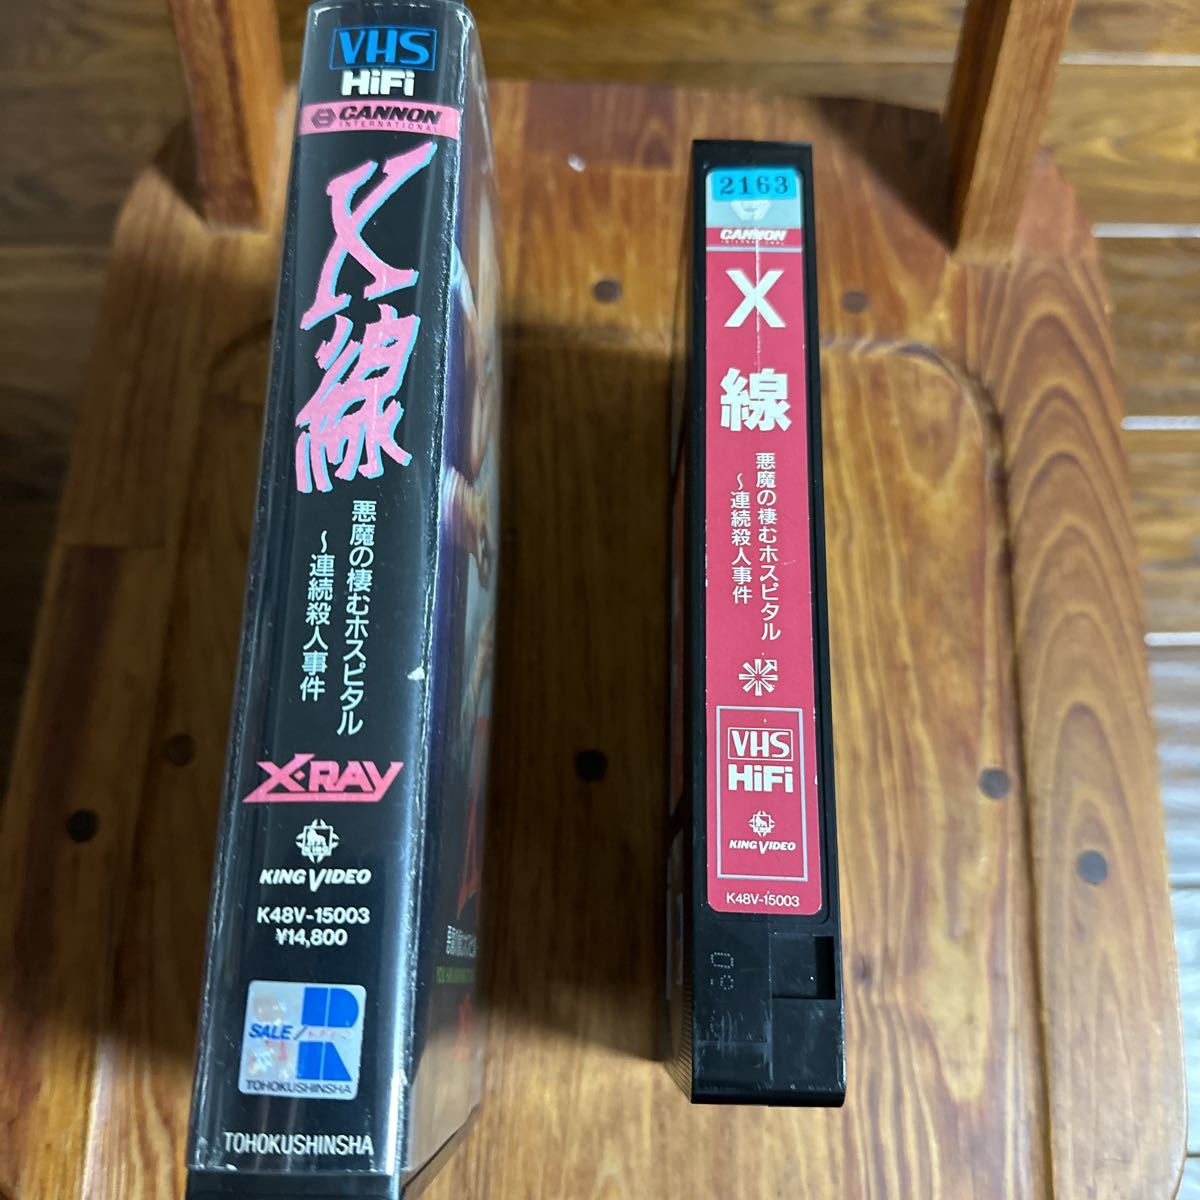 VHS
HiFi
CANNON
INTERNATIONAL
X線
悪魔の棲むホスピタル
～連続殺人事件
X-RAY
KING VIDEO
K48V-15003
¥14,800
SALE/
TOHOKUSHINSHA
TOHOKUSHINSHA
2163
CANNON
INTERNATIONAL
X線
悪魔の棲むホスピタル
～連続殺人事件
VHS
HiFi
KING VIDEO
K48V-15003